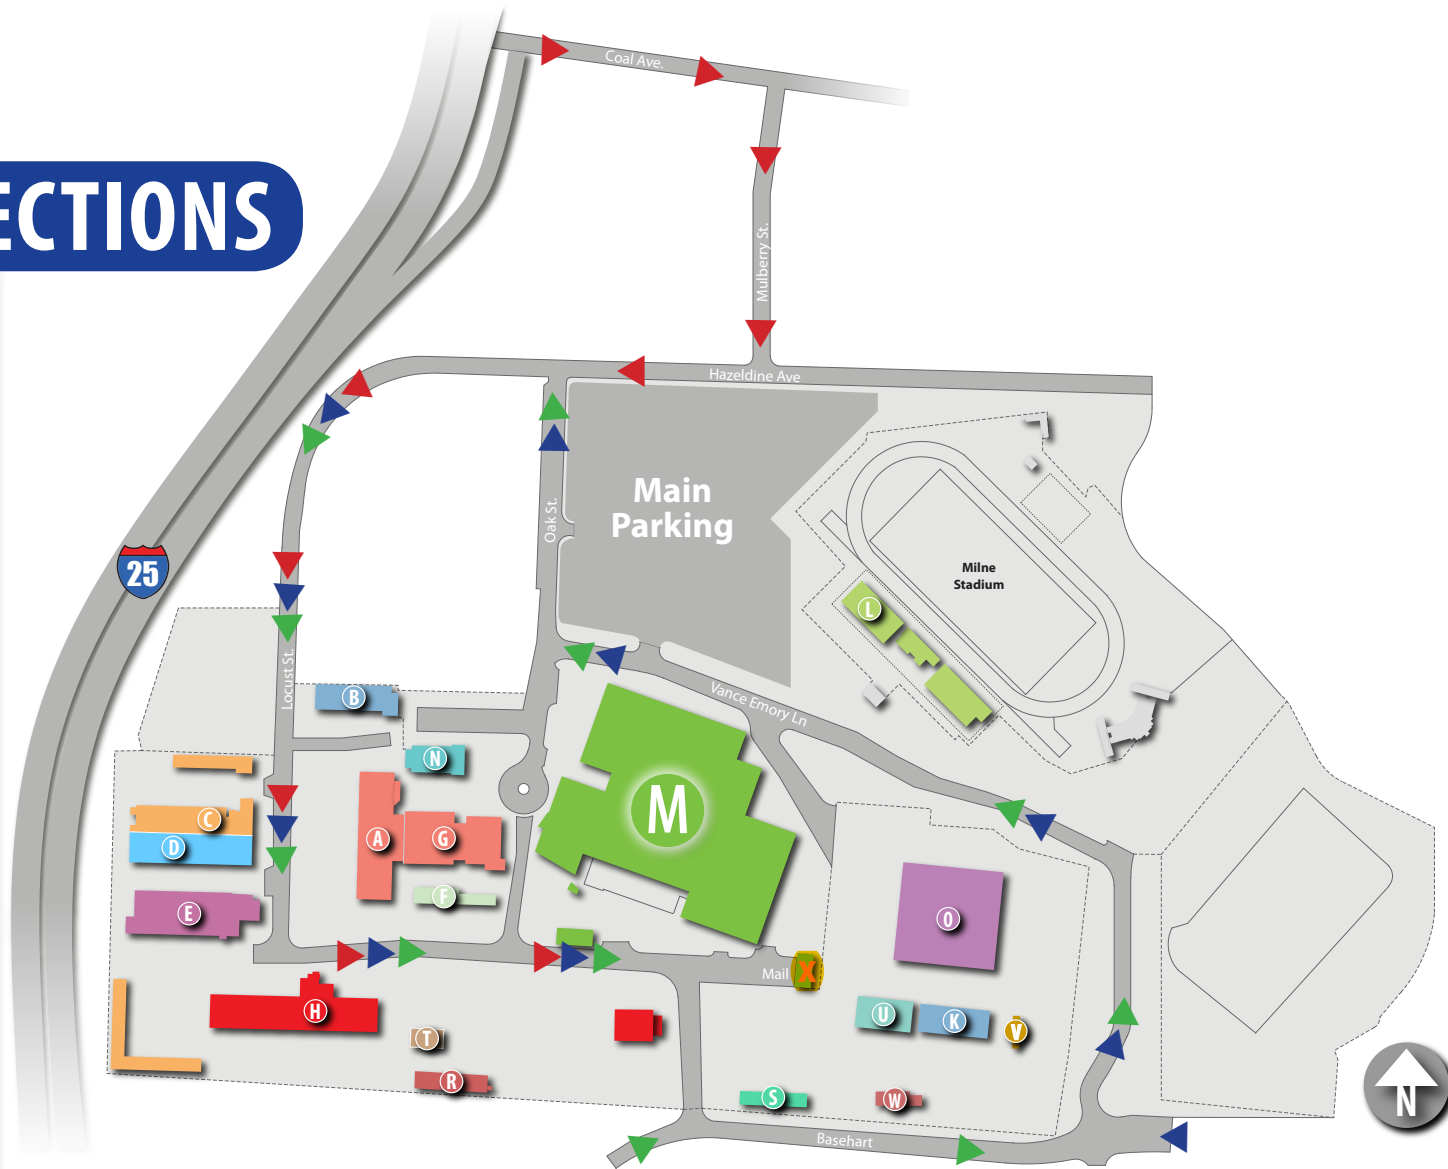 Coal Ave.
ECTIONS
Mulberry St.
Hazeldine Ave
Main
Parking
Oak St.
25
Milne
Stadium
L
Locust St.
B
Vance Emory Ln
N
M
C
D
A
G
F
E
O
Mail
X
H
U
K
V
T
R
S
W
N
Basehart